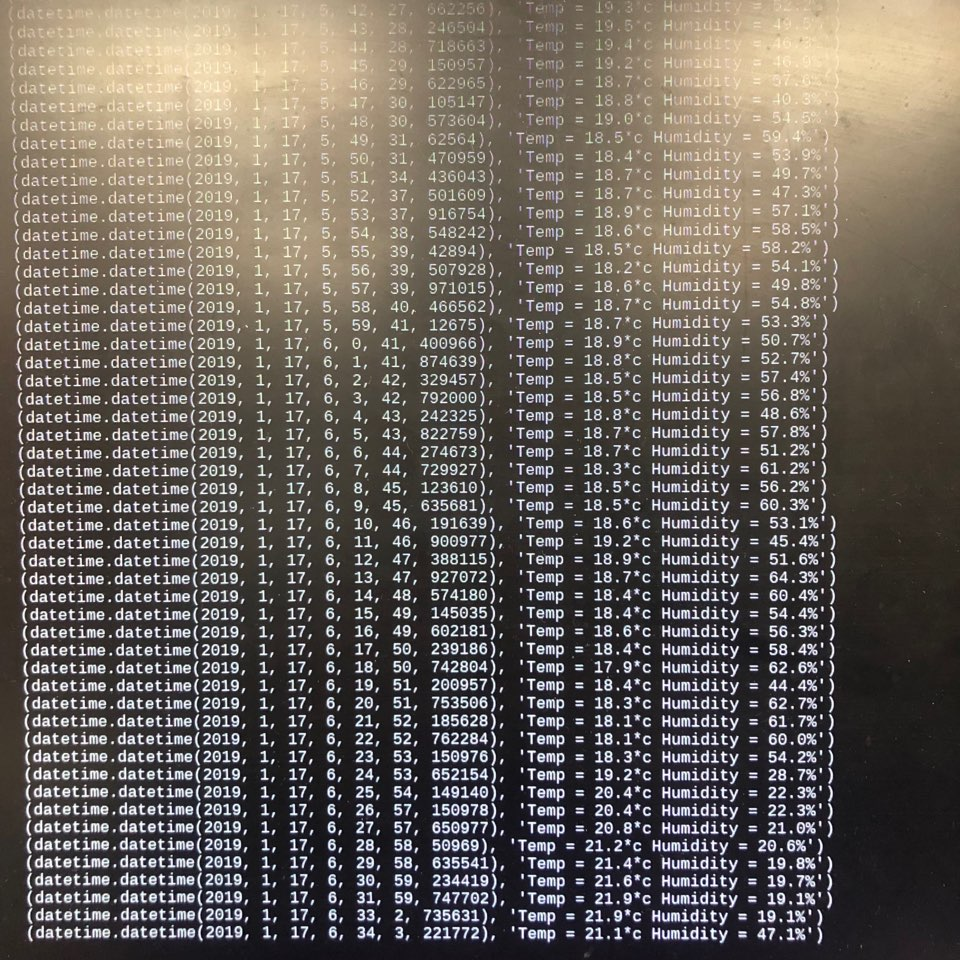 (datetime.datetime(2019, 1, 17, 5, 42, 27, 662256), 'Temp = 19.3*c Humidity = 52.2%')
(datetime.datetime(2019, 1, 17, 5, 43, 28, 246504), 'Temp = 19.5*c Humidity =
(datetime.datetime(2019, 1, 17, 5, 44, 28, 718663), 'Temp = 19.4*c Humidity =
(datetime.datetime(2019, 1, 17, 5, 45, 29, 150957), 'Temp = 19.2*c Humidity = 46.9%')
(datetime.datetime(2019, 1, 17, 5, 46, 29, 622965), 'Temp = 18.7*c Humidity = 57.6%')
(datetime.datetime(2019, 1, 17, 5, 47, 30, 105147), 'Temp = 18.8*c Humidity = 40.3%')
(datetime.datetime(2019, 1, 17, 5, 48, 30, 573604), 'Temp = 19.0*c Humidity = 54.5%')
(datetime.datetime(2019, 1, 17, 5, 49, 31, 62564), 'Temp = 18.5*c Humidity = 59.4%')
(datetime.datetime(2019, 1, 17, 5, 50, 31, 470959), 'Temp = 18.4*c Humidity = 53.9%')
(datetime.datetime(2019, 1, 17, 5, 51, 34, 436043), 'Temp = 18.7*c Humidity = 49.7%')
(datetime.datetime(2019, 1, 17, 5, 52, 37, 501609), 'Temp = 18.7*c Humidity = 47.3%')
(datetime.datetime(2019, 1, 17, 5, 53, 37, 916754), 'Temp = 18.9*c Humidity = 57.1%')
(datetime.datetime(2019, 1, 17, 5, 54, 38, 548242), 'Temp = 18.6*c Humidity = 58.5%')
(datetime.datetime(2019, 1, 17, 5, 55, 39, 42894), 'Temp = 18.5*c Humidity = 58.2%')
(datetime.datetime(2019, 1, 17, 5, 56, 39, 507928), 'Temp = 18.2*c Humidity = 54.1%')
(datetime.datetime(2019, 1, 17, 5, 57, 39, 971015), 'Temp = 18.6*c Humidity = 49.8%')
(datetime.datetime(2019, 1, 17, 5, 58, 40, 466562), 'Temp = 18.7*c Humidity = 54.8%')
(datetime.datetime(2019, 1, 17, 5, 59, 41, 12675), 'Temp = 18.7*c Humidity = 53.3%')
(datetime.datetime(2019, 1, 17, 6, 0, 41, 400966), 'Temp = 18.9*c Humidity = 50.7%')
(datetime.datetime(2019, 1, 17, 6, 1, 41, 874639), 'Temp = 18.8*c Humidity = 52.7%')
(datetime.datetime(2019, 1, 17, 6, 2, 42, 329457), 'Temp = 18.5*c Humidity = 57.4%')
(datetime.datetime(2019, 1, 17, 6, 3, 42, 792000), 'Temp = 18.5*c Humidity = 56.8%')
(datetime.datetime(2019, 1, 17, 6, 4, 43, 242325), 'Temp = 18.8*c Humidity = 48.6%')
(datetime.datetime(2019, 1, 17, 6, 5, 43, 822759), 'Temp = 18.7*c Humidity = 57.8%')
(datetime.datetime(2019, 1, 17, 6, 6, 44, 274673), 'Temp = 18.7*c Humidity = 51.2%')
(datetime.datetime(2019, 1, 17, 6, 7, 44, 729927), 'Temp = 18.3*c Humidity = 61.2%')
(datetime.datetime(2019, 1, 17, 6, 8, 45, 123610), 'Temp = 18.5*c Humidity = 56.2%')
(datetime.datetime(2019, 1, 17, 6, 9, 45, 635681), 'Temp = 18.5*c Humidity = 60.3%')
(datetime.datetime(2019, 1, 17, 6, 10, 46, 191639), 'Temp = 18.6*c Humidity = 53.1%')
(datetime.datetime(2019, 1, 17, 6, 11, 46, 900977), 'Temp = 19.2*c Humidity = 45.4%')
(datetime.datetime(2019, 1, 17, 6, 12, 47, 388115), 'Temp = 18.9*c Humidity = 51.6%')
(datetime.datetime(2019, 1, 17, 6, 13, 47, 927072), 'Temp = 18.7*c Humidity = 64.3%')
(datetime.datetime(2019, 1, 17, 6, 14, 48, 574180), 'Temp = 18.4*c Humidity = 60.4%')
(datetime.datetime(2019, 1, 17, 6, 15, 49, 145035), 'Temp = 18.4*c Humidity = 54.4%')
(datetime.datetime(2019, 1, 17, 6, 16, 49, 602181), 'Temp = 18.6*c Humidity = 56.3%')
(datetime.datetime(2019, 1, 17, 6, 17, 50, 239186), 'Temp = 18.4*c Humidity = 58.4%')
(datetime.datetime(2019, 1, 17, 6, 18, 50, 742804), 'Temp = 17.9*c Humidity = 62.6%')
(datetime.datetime(2019, 1, 17, 6, 19, 51, 200957), 'Temp = 18.4*c Humidity = 44.4%')
(datetime.datetime(2019, 1, 17, 6, 20, 51, 753506), 'Temp = 18.3*c Humidity = 62.7%')
(datetime.datetime(2019, 1, 17, 6, 21, 52, 185628), 'Temp = 18.1*c Humidity = 61.7%')
(datetime.datetime(2019, 1, 17, 6, 22, 52, 762284), 'Temp = 18.1*c Humidity = 60.0%')
(datetime.datetime(2019, 1, 17, 6, 23, 53, 150976), 'Temp = 18.3*c Humidity = 54.2%')
(datetime.datetime(2019, 1, 17, 6, 24, 53, 652154), 'Temp = 19.2*c Humidity = 28.7%')
(datetime.datetime(2019, 1, 17, 6, 25, 54, 149140), 'Temp = 20.4*c Humidity = 22.3%')
(datetime.datetime(2019, 1, 17, 6, 26, 57, 150978), 'Temp = 20.4*c Humidity = 22.3%')
(datetime.datetime(2019, 1, 17, 6, 27, 57, 650977), 'Temp = 20.8*c Humidity = 21.0%')
(datetime.datetime(2019, 1, 17, 6, 28, 58, 50969), 'Temp = 21.2*c Humidity = 20.6%')
(datetime.datetime(2019, 1, 17, 6, 29, 58, 635541), 'Temp = 21.4*c Humidity = 19.8%')
(datetime.datetime(2019, 1, 17, 6, 30, 59, 234419), 'Temp = 21.6*c Humidity = 19.7%')
(datetime.datetime(2019, 1, 17, 6, 31, 59, 747702), 'Temp = 21.9*c Humidity = 19.1%')
(datetime.datetime(2019, 1, 17, 6, 33, 2, 735631), 'Temp = 21.9*c Humidity = 19.1%')
(datetime.datetime(2019, 1, 17, 6, 34, 3, 221772), 'Temp = 21.1*c Humidity = 47.1%')